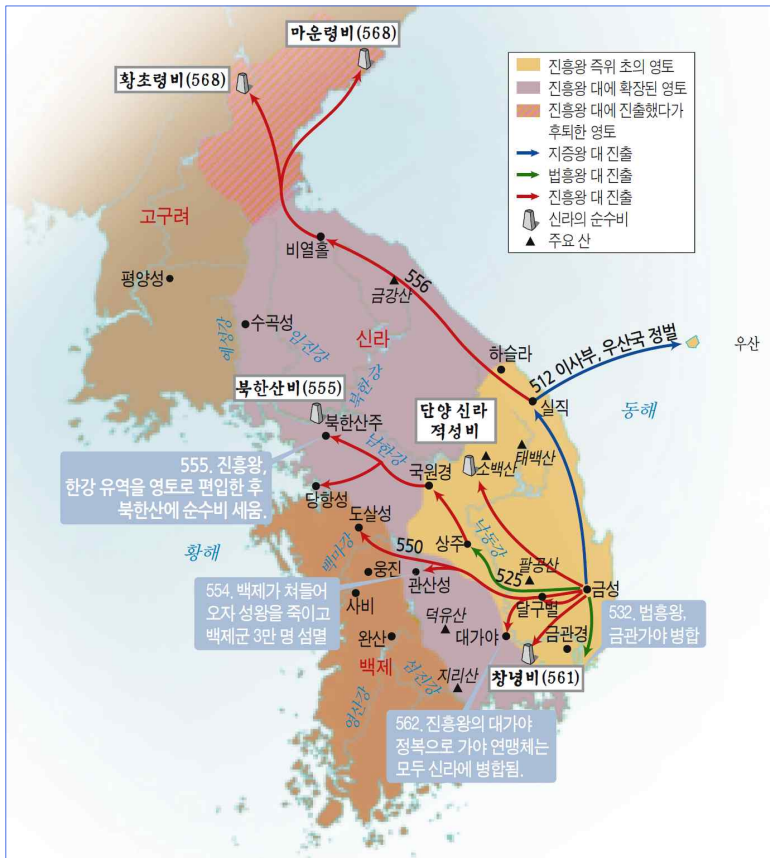 마운령비(568)
황초령비(568)
진흥왕 즉위 초의 영토
진흥왕 대에 확장된 영토
진흥왕 대에 진출했다가
후퇴한 영토
지증왕 대 진출
법흥왕 대 진출
진흥왕 대 진출
신라의 순수비
주요 산
고구려
비열홀
평양성
556
금강산
수곡성
예성강
임진강
신라
북한강
하슬라
512 이사부, 우산국 정벌
우산
북한산비(555)
단양 신라
적성비
실직
동해
북한산주
남한강
555. 진흥왕,
한강 유역을 영토로 편입한 후
북한산에 순수비 세움.
소백산
태백산
국원경
당항성
도살성
황해
백마강
550
상주
낙동강
525
팔공산
웅진
관산성
금성
554. 백제가 쳐들어
오자 성왕을 죽이고
백제군 3만 명 섬멸
사비
달구벌
532. 법흥왕,
금관가야 병합
덕유산
대가야
금관경
완산
백제
섬진강
지리산
창녕비(561)
영산강
562. 진흥왕의 대가야
정복으로 가야 연맹체는
모두 신라에 병합됨.